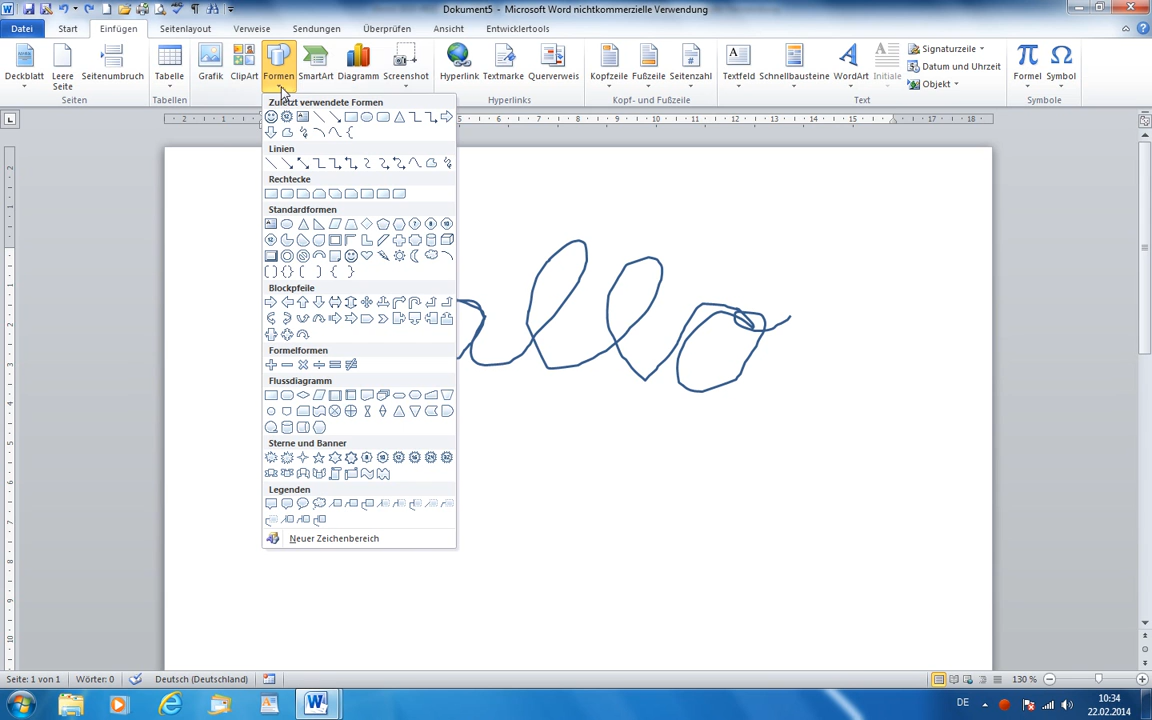 Dokument5 - Microsoft Word nichtkommerzielle Verwendung
Datei Start Einfügen Seitenlayout Verweise Sendungen Überprüfen Ansicht Entwicklertools
Deckblatt Leere Seite Seitenumbruch Tabelle Grafik ClipArt Formen SmartArt Diagramm Screenshot Hyperlink Textmarke Querverweis Kopfzeile Fußzeile Seitenzahl Textfeld Schnellbausteine WordArt Initiale Signaturzeile Datum und Uhrzeit Objekt Formel Symbol
Seiten Tabellen Hyperlinks Kopf- und Fußzeile Text Symbole
Zuletzt verwendete Formen
Linien
Rechtecke
Standardformen
Blockpfeile
Formelformen
Flussdiagramm
Sterne und Banner
Legenden
Neuer Zeichenbereich
allo
Seite: 1 von 1 Wörter: 0 Deutsch (Deutschland) 130 %
DE 10:34
22.02.2014